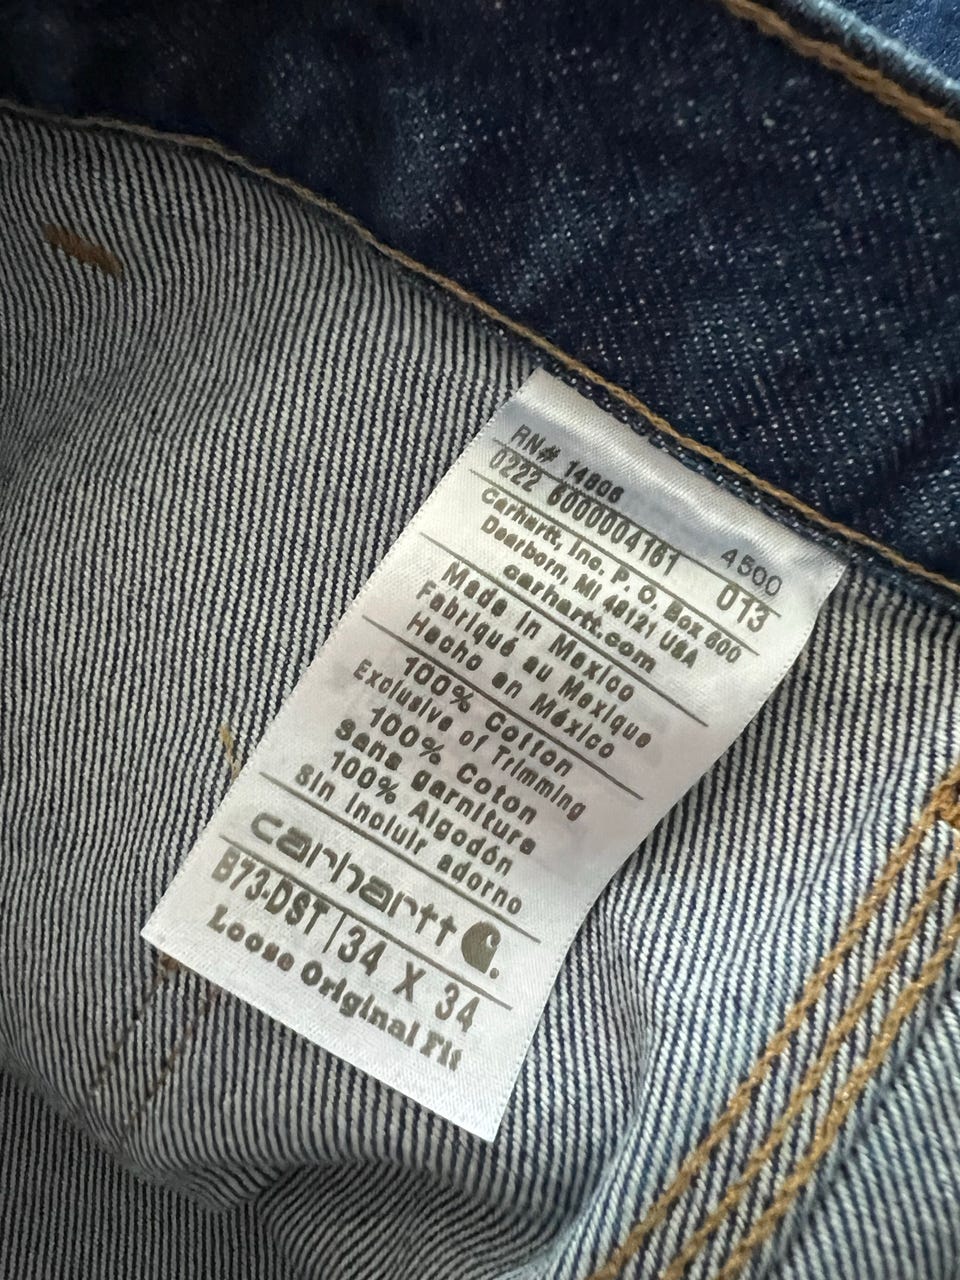 RN# 14806 4500
0222 6000004161 013
Carhartt, Inc. P. O. Box 600
Dearborn, MI 48121 USA
carhartt.com
Made in Mexico
Fabriqué au Mexique
Hecho en México
100% Cotton
Exclusive of Trimming
100% Coton
Sans garniture
100% Algodón
sin incluir adorno
carhartt
B73-DST | 34 X 34
Loose Original Fit